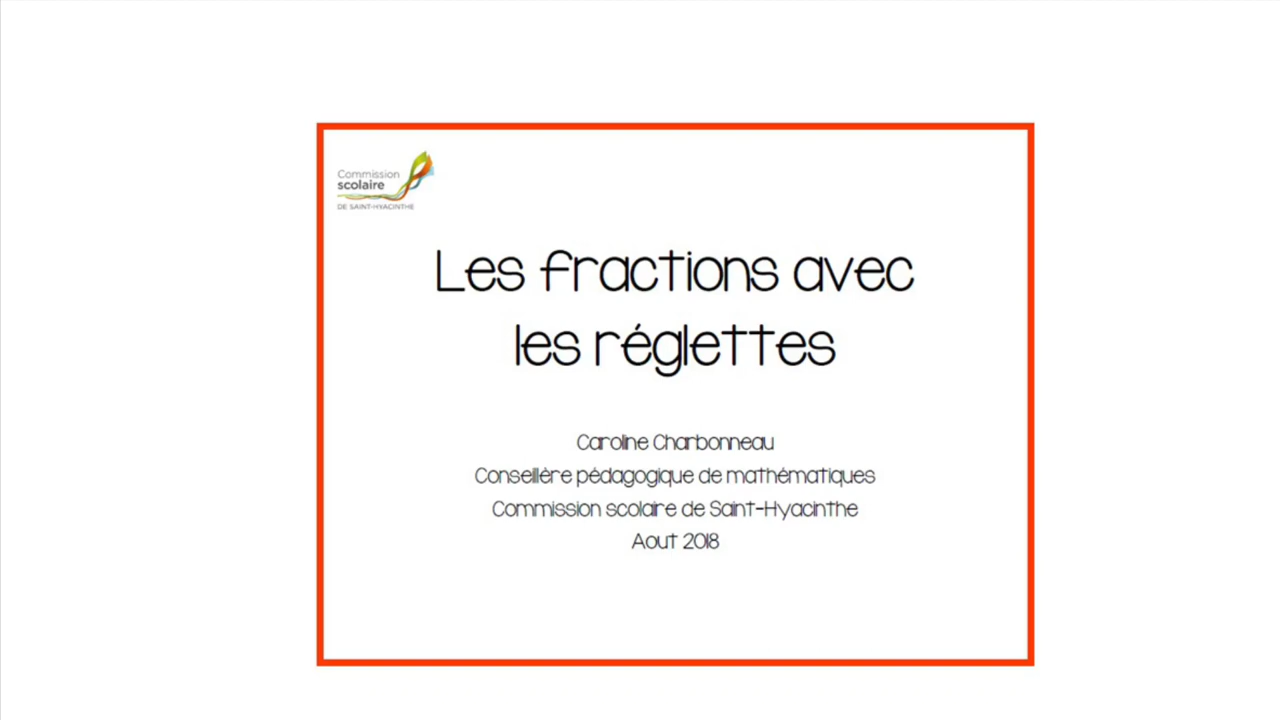 Commission
scolaire
DE SAINT-HYACINTHE
Les fractions avec
les réglettes
Caroline Charbonneau
Conseillère pédagogique de mathématiques
Commission scolaire de Saint-Hyacinthe
Aout 2018